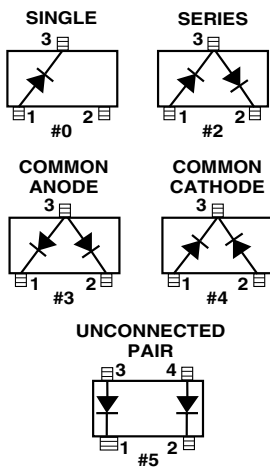 SINGLE
3
1 2
#0
SERIES
3
1 2
#2
COMMON
ANODE
3
1 2
#3
COMMON
CATHODE
3
1 2
#4
UNCONNECTED
PAIR
3 4
1 2
#5